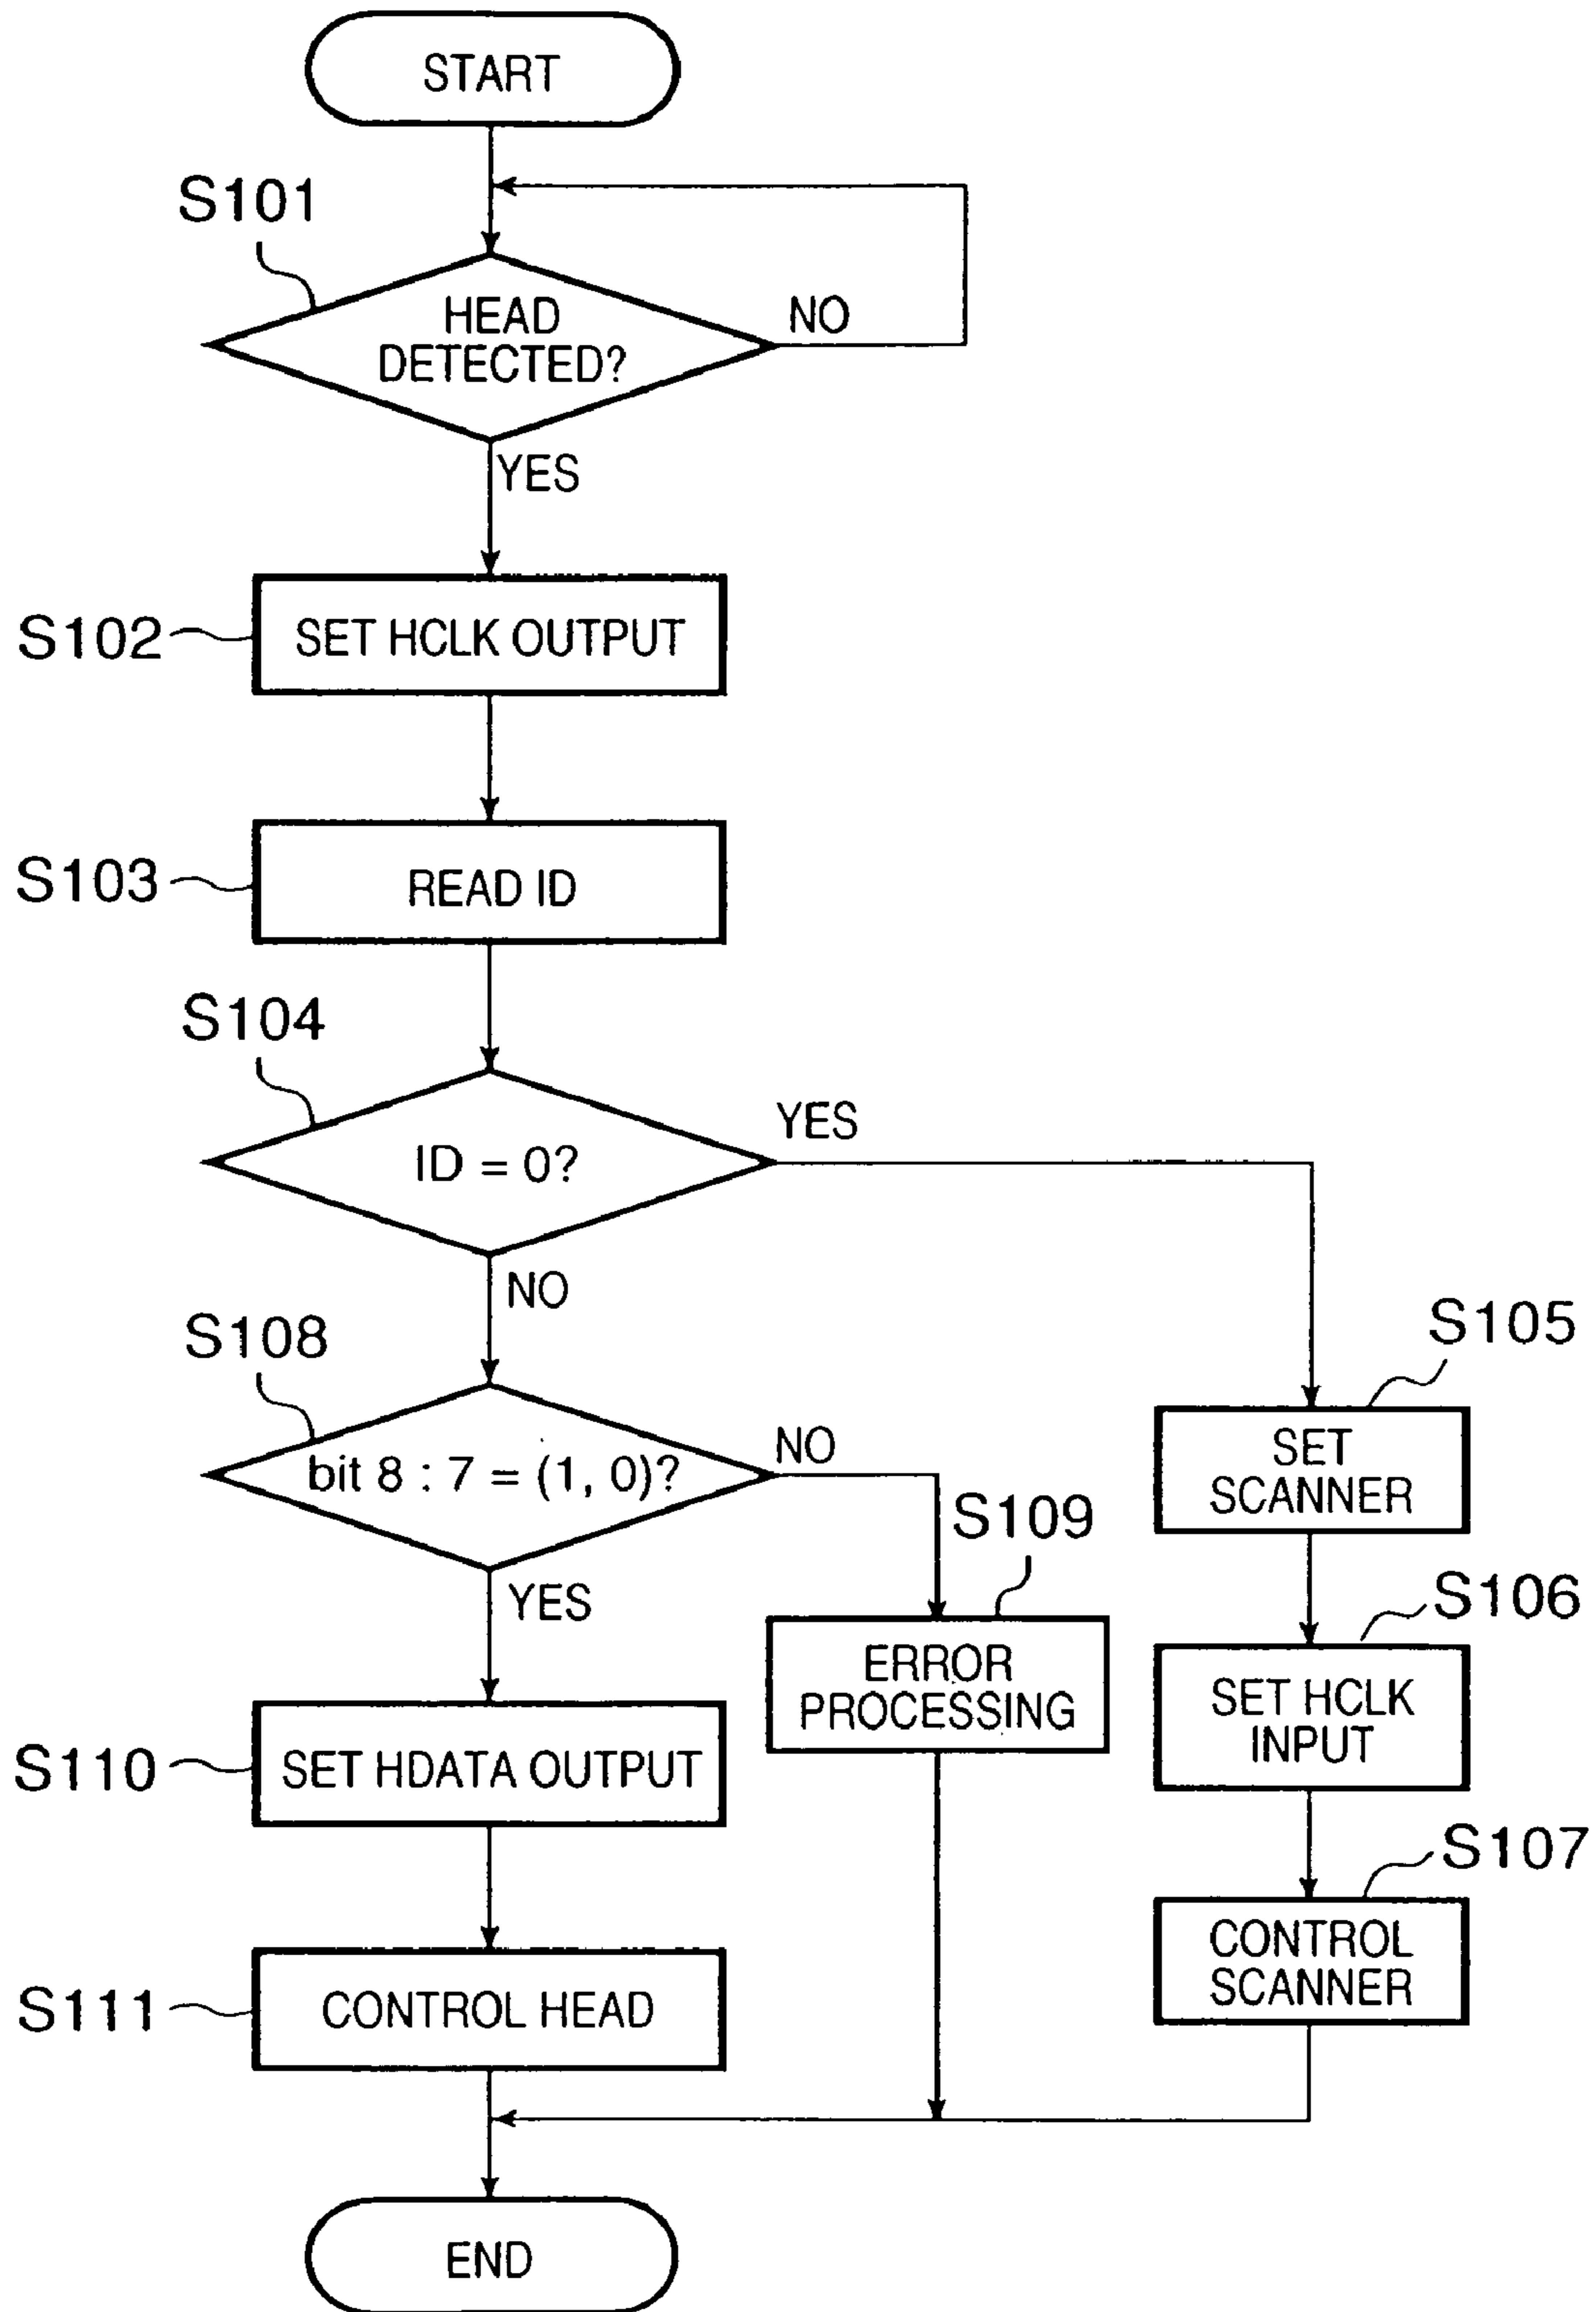 START
S101
HEAD
DETECTED?
NO
YES
S102
SET HCLK OUTPUT
S103
READ ID
S104
ID = 0?
YES
NO
S108
bit 8 : 7 = (1, 0)?
NO
YES
S105
SET
SCANNER
S109
ERROR
PROCESSING
S106
SET HCLK
INPUT
S110
SET HDATA OUTPUT
S107
CONTROL
SCANNER
S111
CONTROL HEAD
END